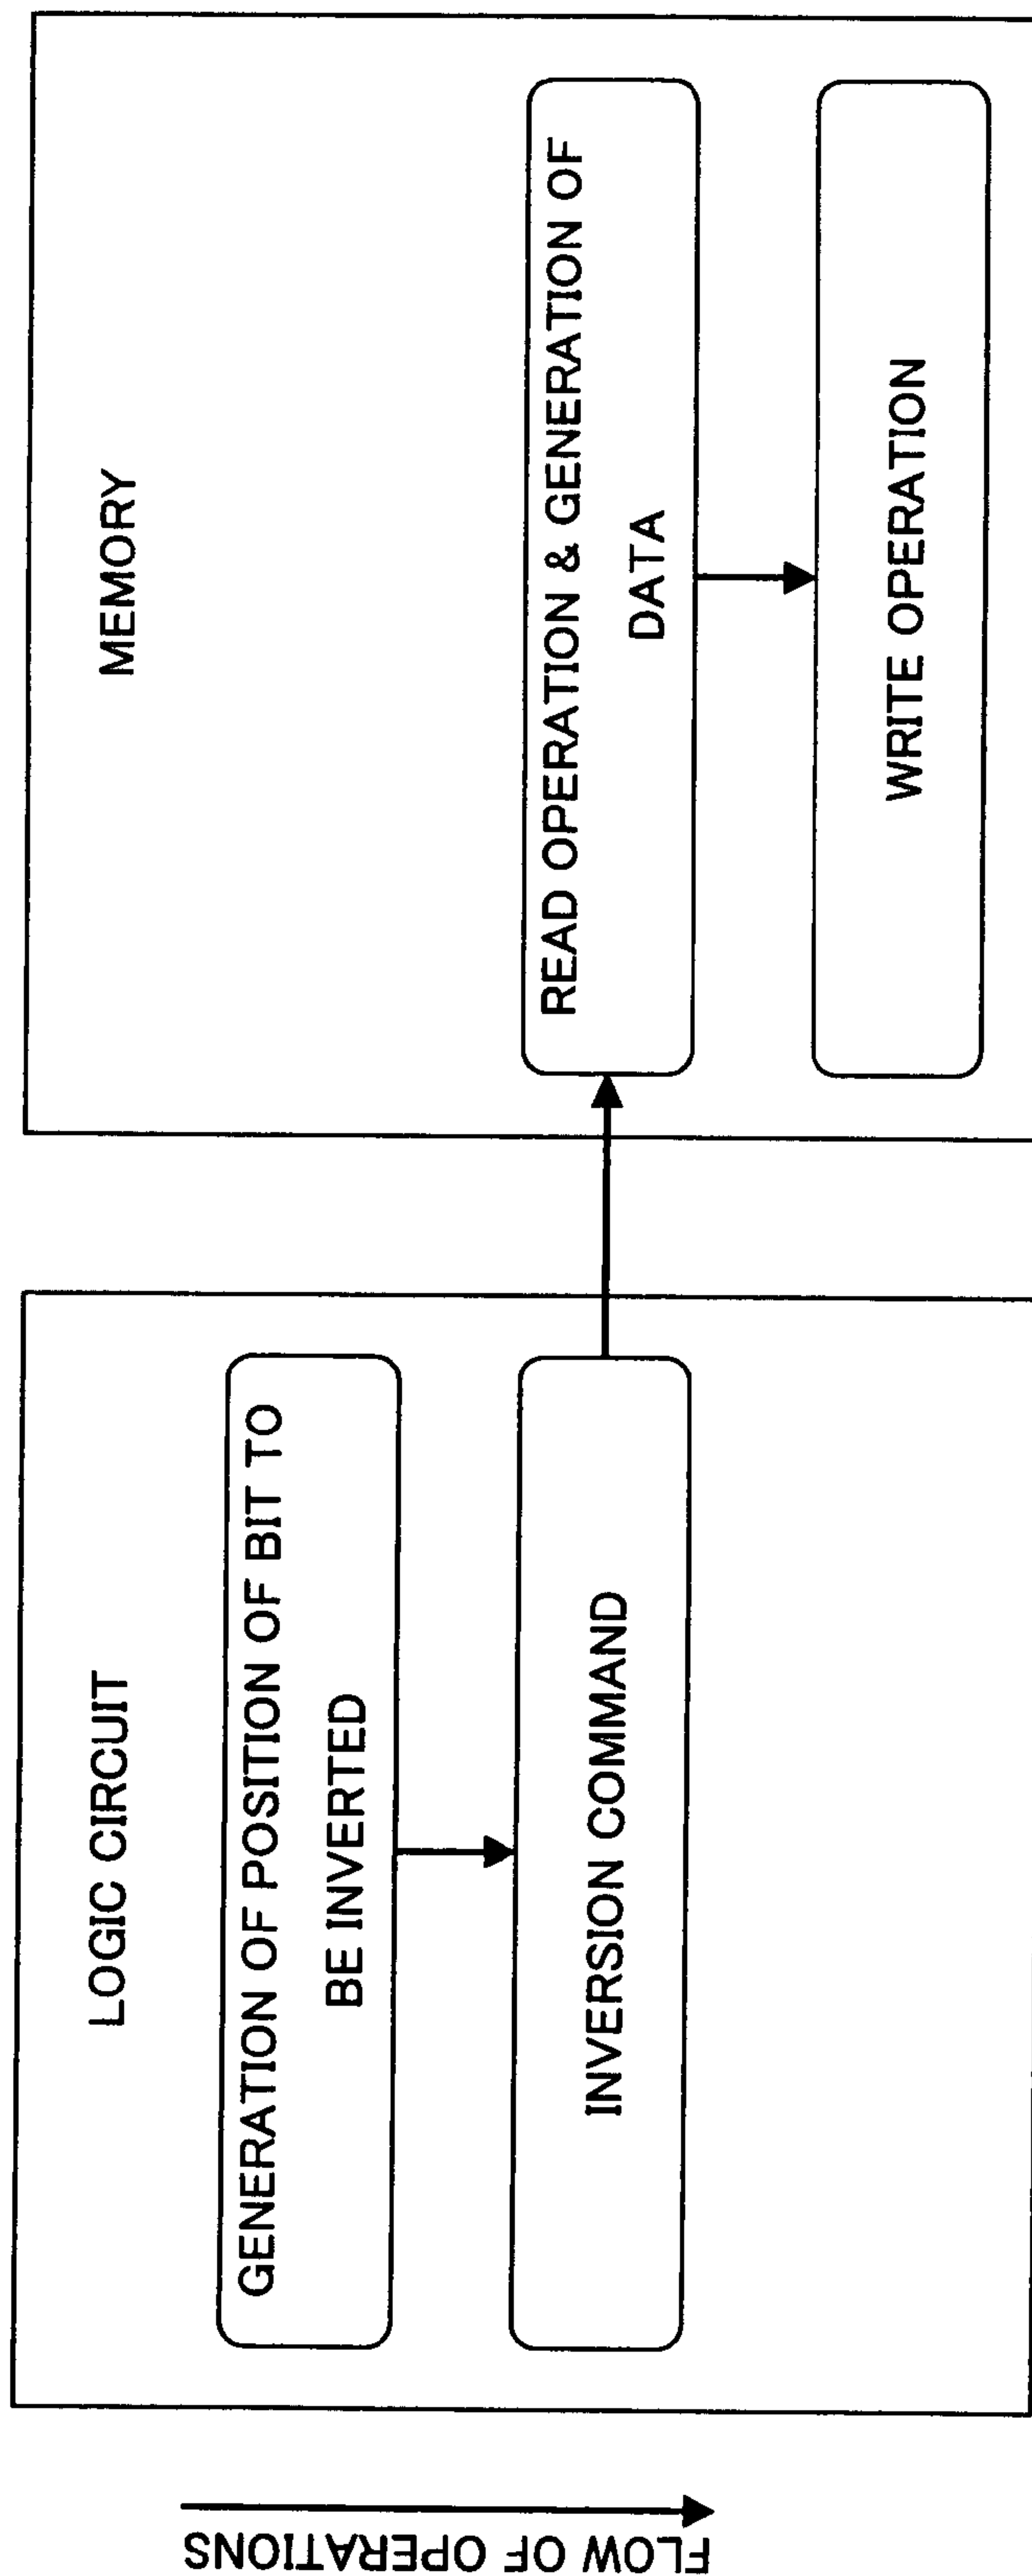 FLOW OF OPERATIONS
LOGIC CIRCUIT
GENERATION OF POSITION OF BIT TO
BE INVERTED
INVERSION COMMAND
MEMORY
READ OPERATION & GENERATION OF
DATA
WRITE OPERATION